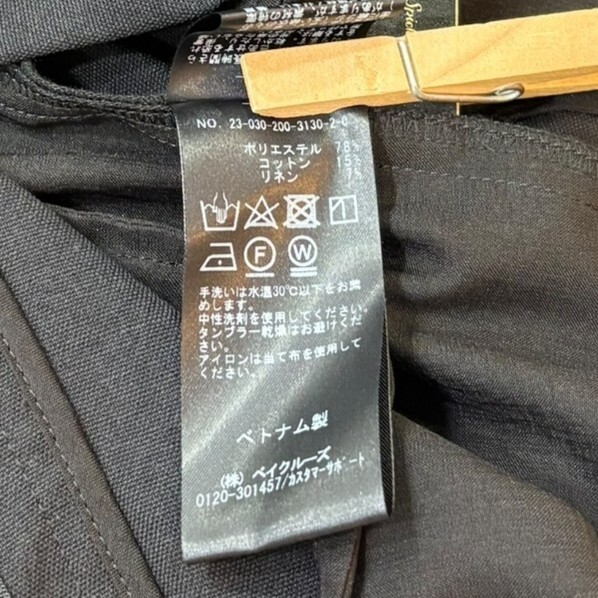 Spick
NO. 23-030-200-3130-2-0
ポリエステル 78%
コットン 15%
リネン 7%
F W
手洗いは水温30℃以下をお薦
めします。
中性洗剤を使用してください。
タンブラー乾燥はお避けくだ
さい。
アイロンは当て布を使用して
ください。
ベトナム製
(株) ベイクルーズ
0120-301457/カスタマーサポート